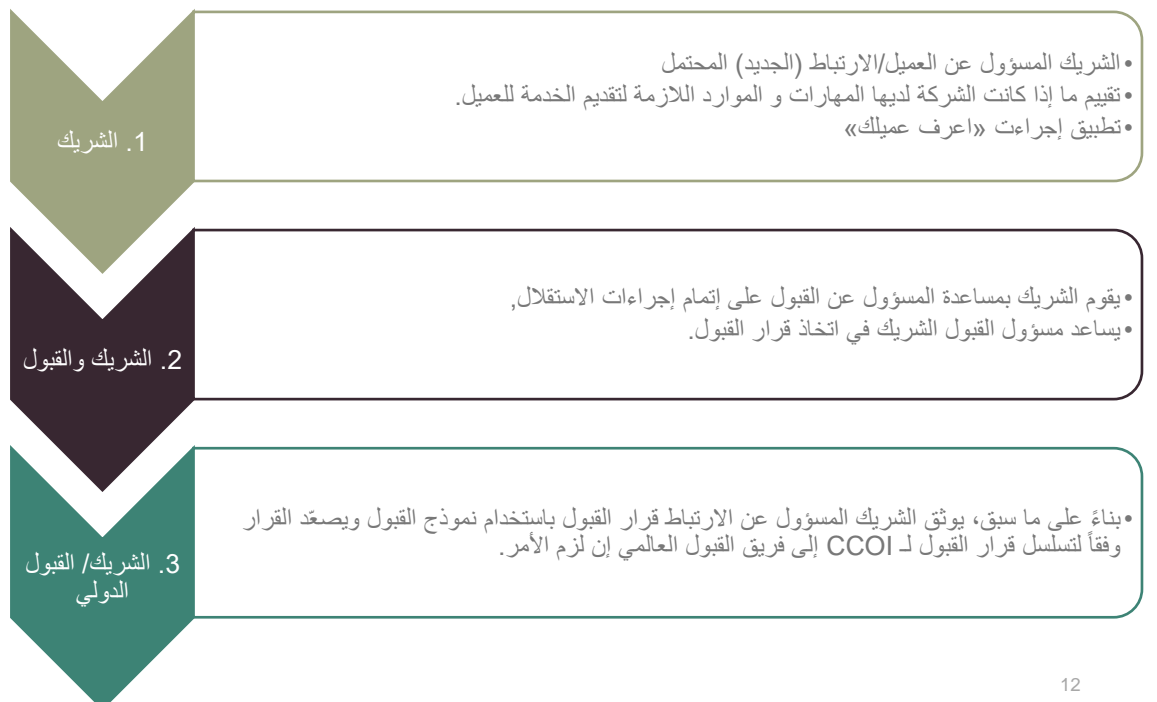 1. الشريك
•الشريك المسؤول عن العميل/الارتباط (الجديد) المحتمل
•تقييم ما إذا كانت الشركة لديها المهارات و الموارد اللازمة لتقديم الخدمة للعميل.
•تطبيق إجراءت «اعرف عميلك»
2. الشريك والقبول
•يقوم الشريك بمساعدة المسؤول عن القبول على إتمام إجراءات الاستقلال,
•يساعد مسؤول القبول الشريك في اتخاذ قرار القبول.
3. الشريك/ القبول
الدولي
•بناءً على ما سبق، يوثق الشريك المسؤول عن الارتباط قرار القبول باستخدام نموذج القبول ويصعّد القرار
وفقاً لتسلسل قرار القبول لـ CCOI إلى فريق القبول العالمي إن لزم الأمر.
12